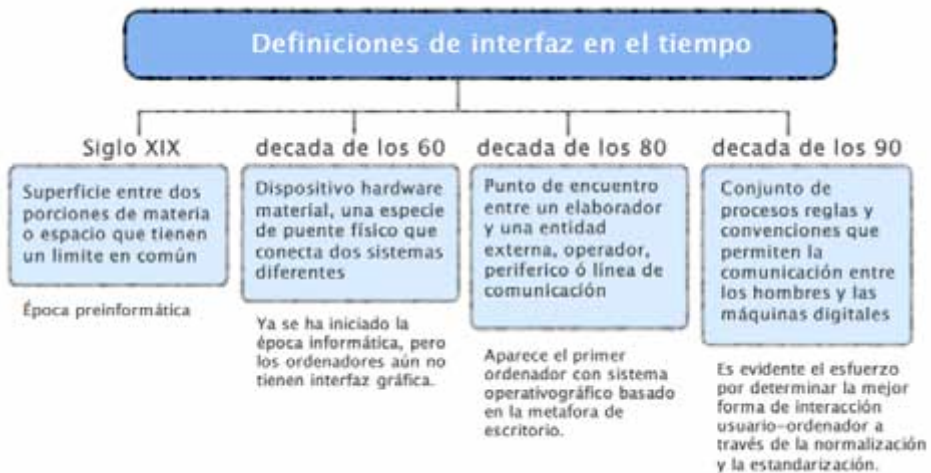 Definiciones de interfaz en el tiempo
Siglo XIX
Superficie entre dos
porciones de materia
o espacio que tienen
un limite en común
Época preinformática
decada de los 60
Dispositivo hardware
material, una especie
de puente físico que
conecta dos sistemas
diferentes
Ya se ha iniciado la
época informática, pero
los ordenadores aún no
tienen interfaz gráfica.
decada de los 80
Punto de encuentro
entre un elaborador
y una entidad
externa, operador,
periferico ó línea de
comunicación
Aparece el primer
ordenador con sistema
operativográfico basado
en la metafora de
escritorio.
decada de los 90
Conjunto de
procesos reglas y
convenciones que
permiten la
comunicación entre
los hombres y las
máquinas digitales
Es evidente el esfuerzo
por determinar la mejor
forma de interacción
usuario-ordenador a
través de la normalización
y la estandarización.